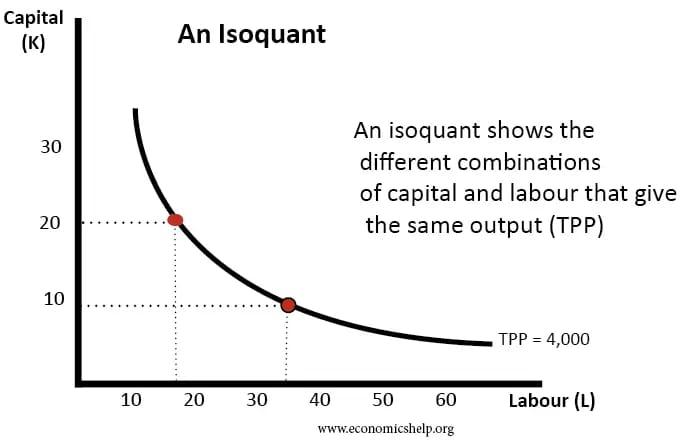 Capital
(K)
An Isoquant
An isoquant shows the
different combinations
of capital and labour that give
the same output (TPP)
30
20
10
TPP = 4,000
10 20 30 40 50 60
Labour (L)
www.economicshelp.org